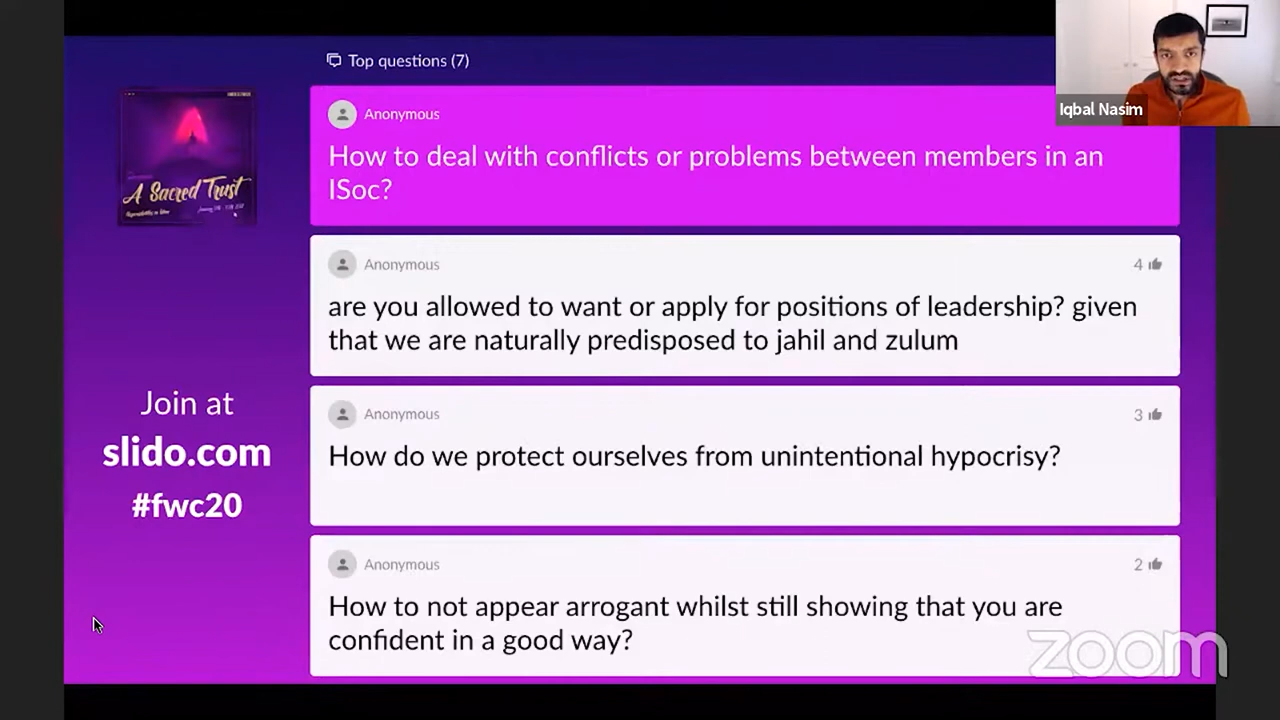 Top questions (7)
Iqbal Nasim
Anonymous
How to deal with conflicts or problems between members in an
ISoc?
A Sacred Trust
Anonymous
4
are you allowed to want or apply for positions of leadership? given
that we are naturally predisposed to jahil and zulum
Join at
slido.com
#fwc20
Anonymous
3
How do we protect ourselves from unintentional hypocrisy?
Anonymous
2
How to not appear arrogant whilst still showing that you are
confident in a good way?
zoom